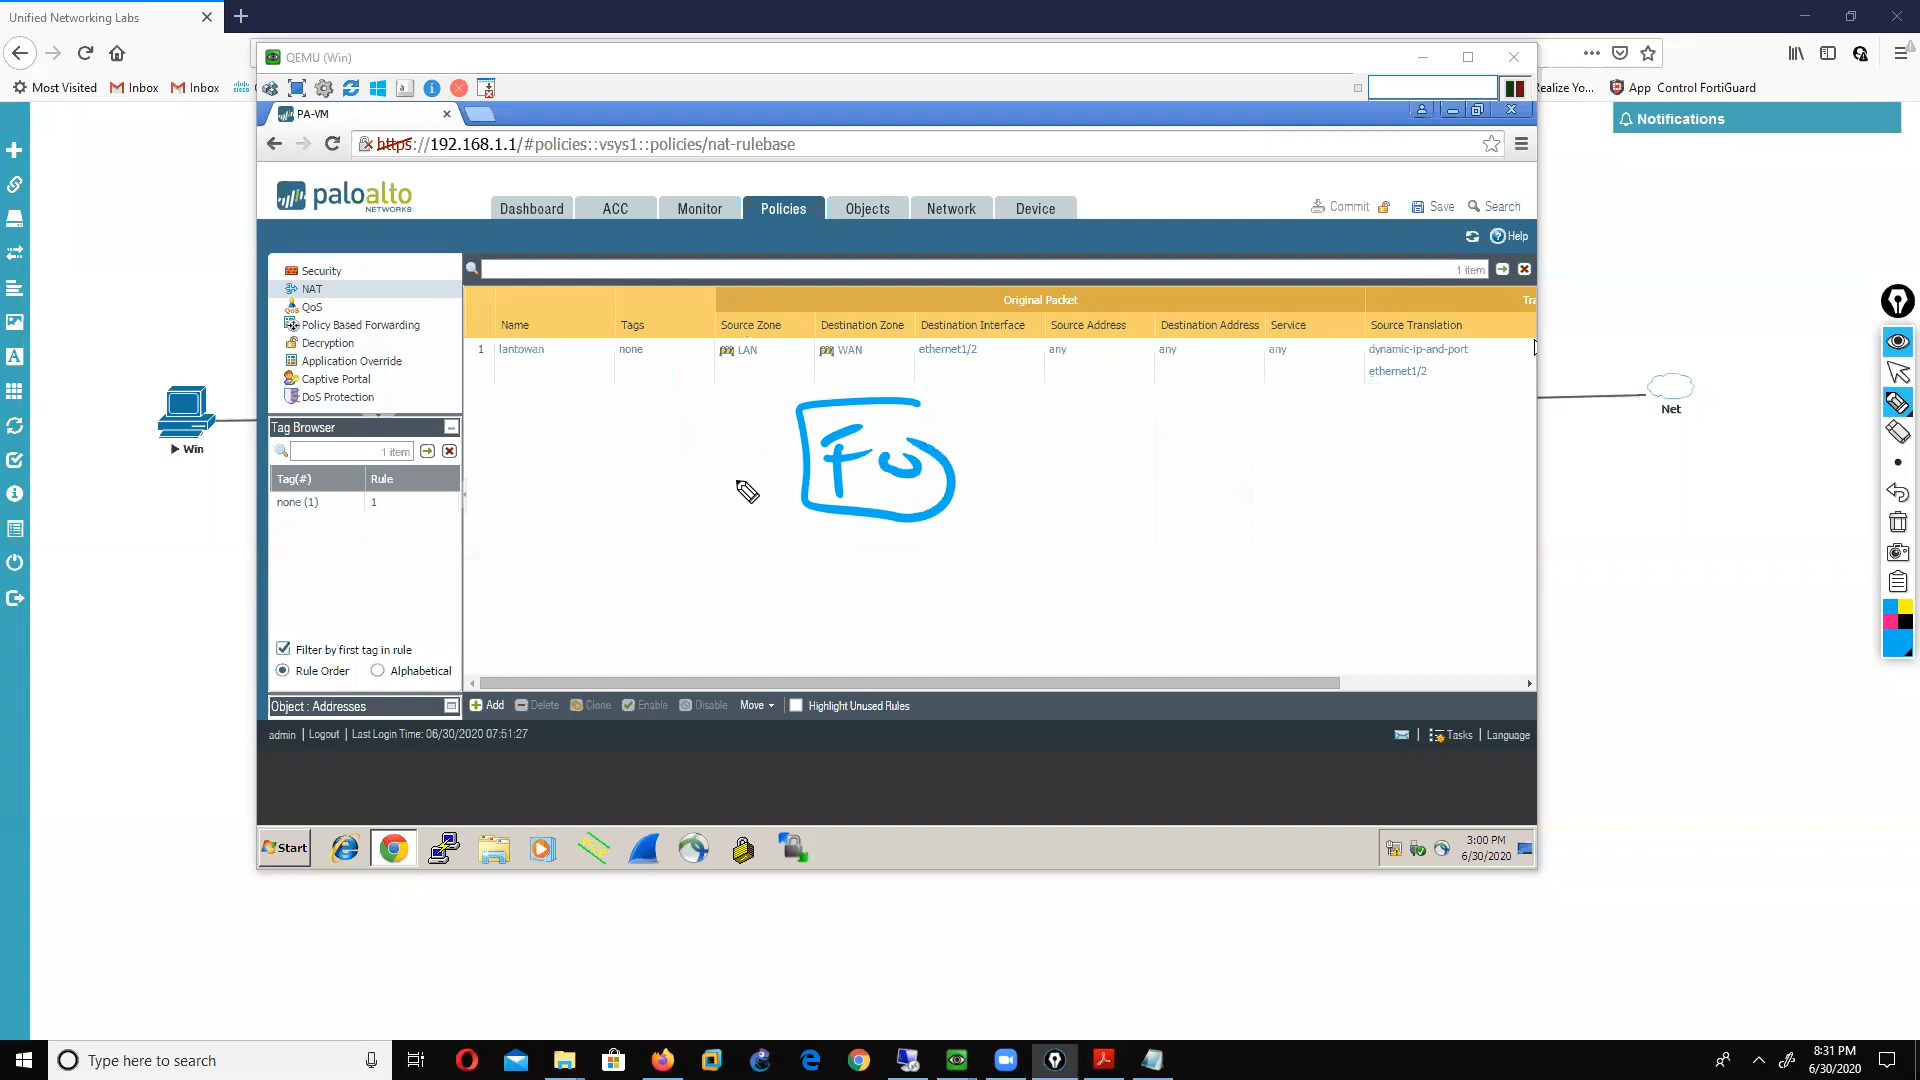 Unified Networking Labs
Most Visited
Inbox
Inbox
Realize Yo...
App Control FortiGuard
QEMU (Win)
PA-VM
https://192.168.1.1/#policies::vsys1::policies/nat-rulebase
Notifications
paloalto
NETWORKS
Dashboard ACC Monitor Policies Objects Network Device
Commit Save Search
Help
Security
NAT
QoS
Policy Based Forwarding
Decryption
Application Override
Captive Portal
DoS Protection
1 item
Original Packet Tra
Name Tags Source Zone Destination Zone Destination Interface Source Address Destination Address Service Source Translation
1 lantowan none LAN WAN ethernet1/2 any any any dynamic-ip-and-port
ethernet1/2
Tag Browser
1 item
Tag(#) Rule
none (1) 1
Filter by first tag in rule
Rule Order Alphabetical
Object : Addresses
Add Delete Clone Enable Disable Move Highlight Unused Rules
admin | Logout | Last Login Time: 06/30/2020 07:51:27
Tasks | Language
Win
Net
Start
3:00 PM
6/30/2020
Type here to search
8:31 PM
6/30/2020